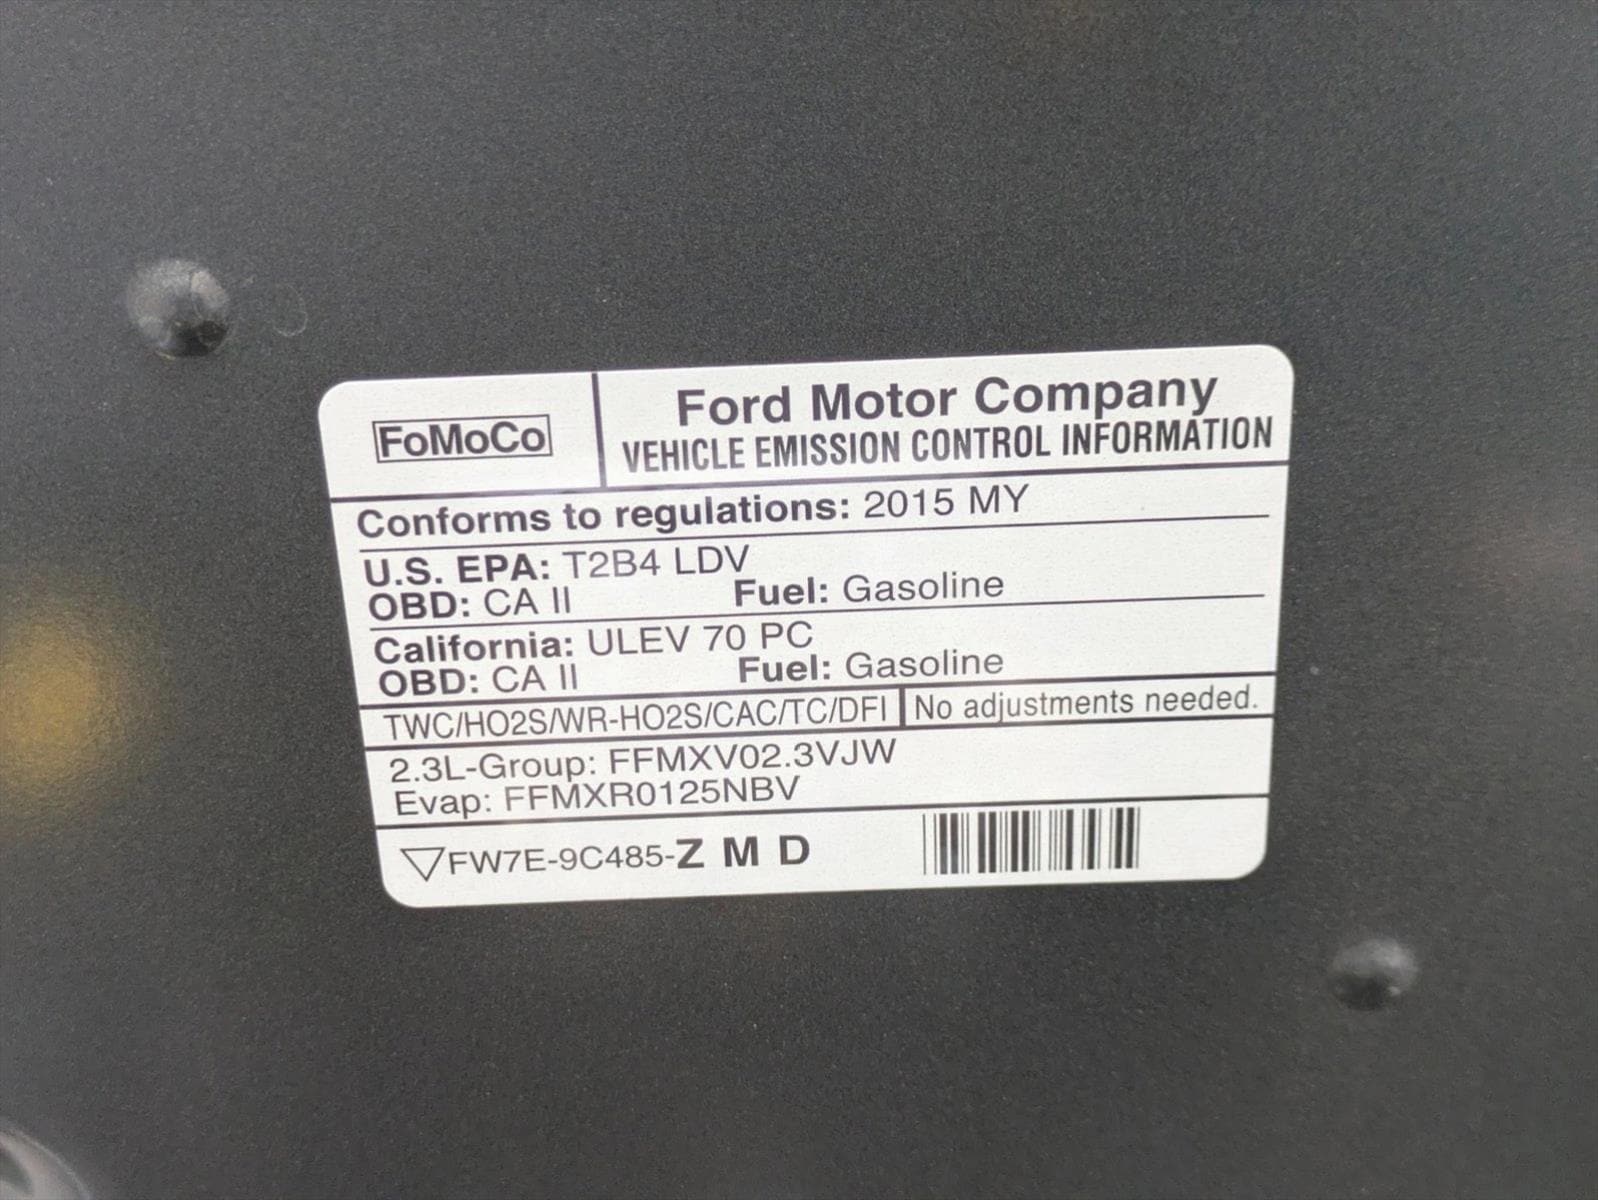 FoMoCo
Ford Motor Company
VEHICLE EMISSION CONTROL INFORMATION
Conforms to regulations: 2015 MY
U.S. EPA: T2B4 LDV
OBD: CA II Fuel: Gasoline
California: ULEV 70 PC
OBD: CA II Fuel: Gasoline
TWC/HO2S/WR-HO2S/CAC/TC/DFI No adjustments needed.
2.3L-Group: FFMXV02.3VJW
Evap: FFMXR0125NBV
FW7E-9C485-Z M D